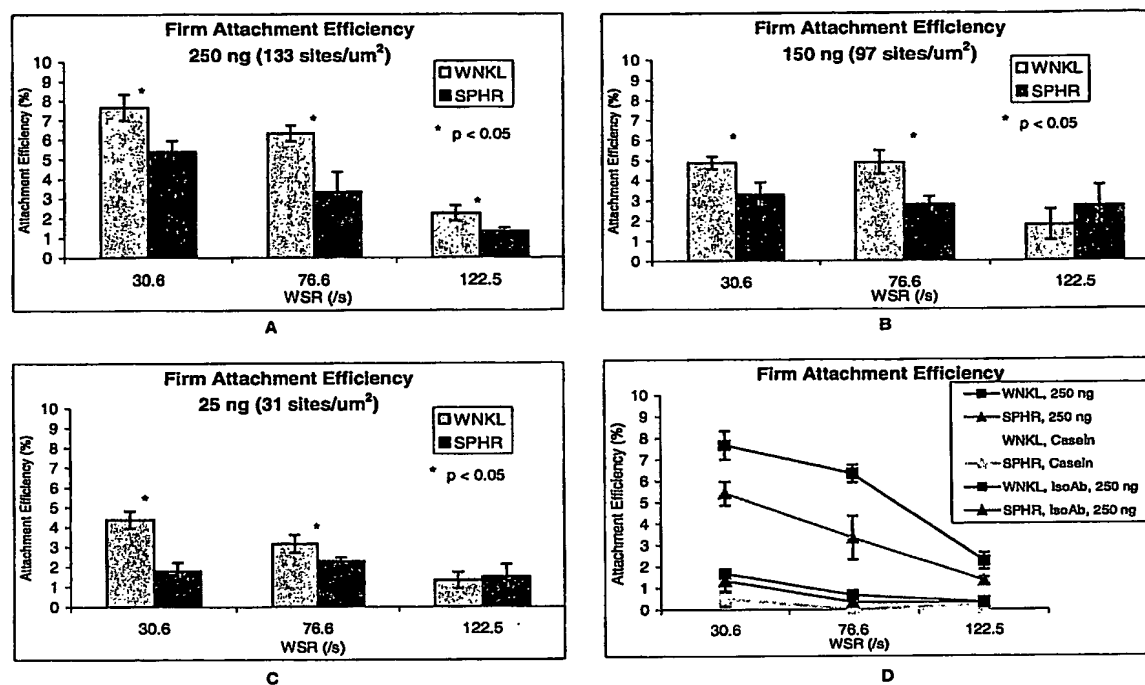 Firm Attachment Efficiency
250 ng (133 sites/um²)
Attachment Efficiency (%)
10
9
8
7
6
5
4
3
2
1
0
WNKL
SPHR
* p < 0.05
*
*
*
30.6
76.6
122.5
WSR (/s)
A
Firm Attachment Efficiency
150 ng (97 sites/um²)
Attachment Efficiency (%)
10
9
8
7
6
5
4
3
2
1
0
WNKL
SPHR
* p < 0.05
*
*
30.6
76.6
122.5
WSR (/s)
B
Firm Attachment Efficiency
25 ng (31 sites/um²)
Attachment Efficiency (%)
10
9
8
7
6
5
4
3
2
1
0
WNKL
SPHR
* p < 0.05
*
*
30.6
76.6
122.5
WSR (/s)
C
Firm Attachment Efficiency
Attachment Efficiency (%)
10
9
8
7
6
5
4
3
2
1
0
WNKL, 250 ng
SPHR, 250 ng
WNKL, Casein
SPHR, Casein
WNKL, IsoAb, 250 ng
SPHR, IsoAb, 250 ng
30.6
76.6
122.5
WSR (/s)
D